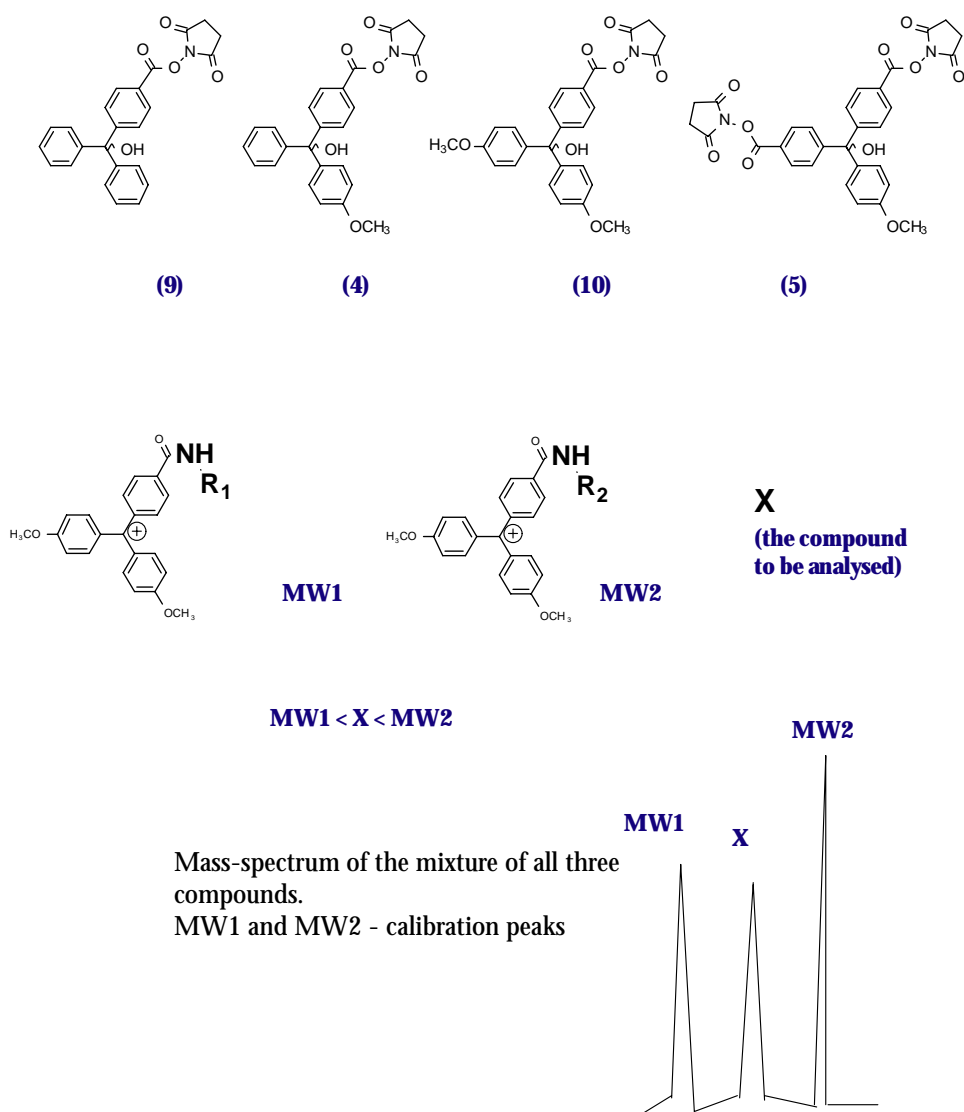 O O O O
N N N N
O O O O O O O O
O O O O
O
N
O
O
O
OH
OH
H₃CO
OH
OH
OCH₃
OCH₃
OCH₃
(9) (4) (10) (5)
O
NH
R₁
H₃CO
+
OCH₃
MW1
O
NH
R₂
H₃CO
+
OCH₃
MW2
X
(the compound
to be analysed)
MW1 < X < MW2
MW2
MW1
X
Mass-spectrum of the mixture of all three
compounds.
MW1 and MW2 - calibration peaks